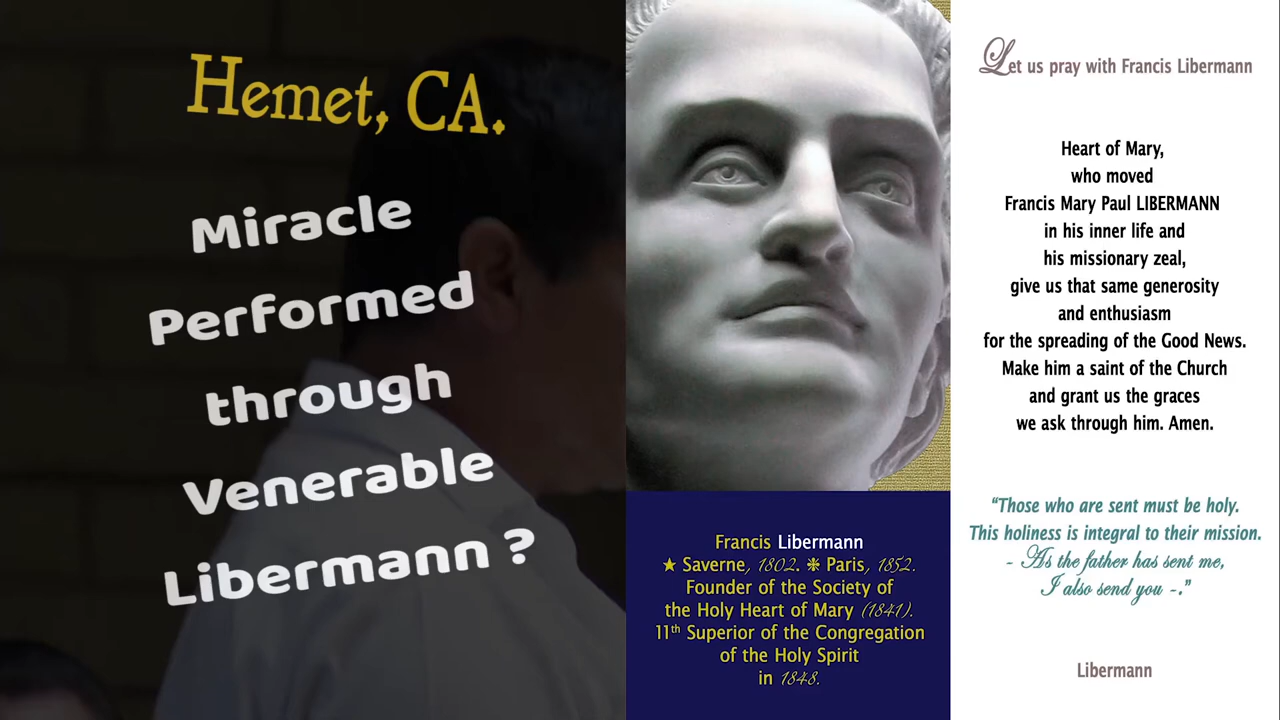 Hemet, CA.
Miracle
Performed
through
Venerable
Libermann ?
Francis Libermann
★ Saverne, 1802. ❉ Paris, 1852.
Founder of the Society of
the Holy Heart of Mary (1841).
11th Superior of the Congregation
of the Holy Spirit
in 1848.
Let us pray with Francis Libermann
Heart of Mary,
who moved
Francis Mary Paul LIBERMANN
in his inner life and
his missionary zeal,
give us that same generosity
and enthusiasm
for the spreading of the Good News.
Make him a saint of the Church
and grant us the graces
we ask through him. Amen.
“Those who are sent must be holy.
This holiness is integral to their mission.
- As the father has sent me,
I also send you -.”
Libermann